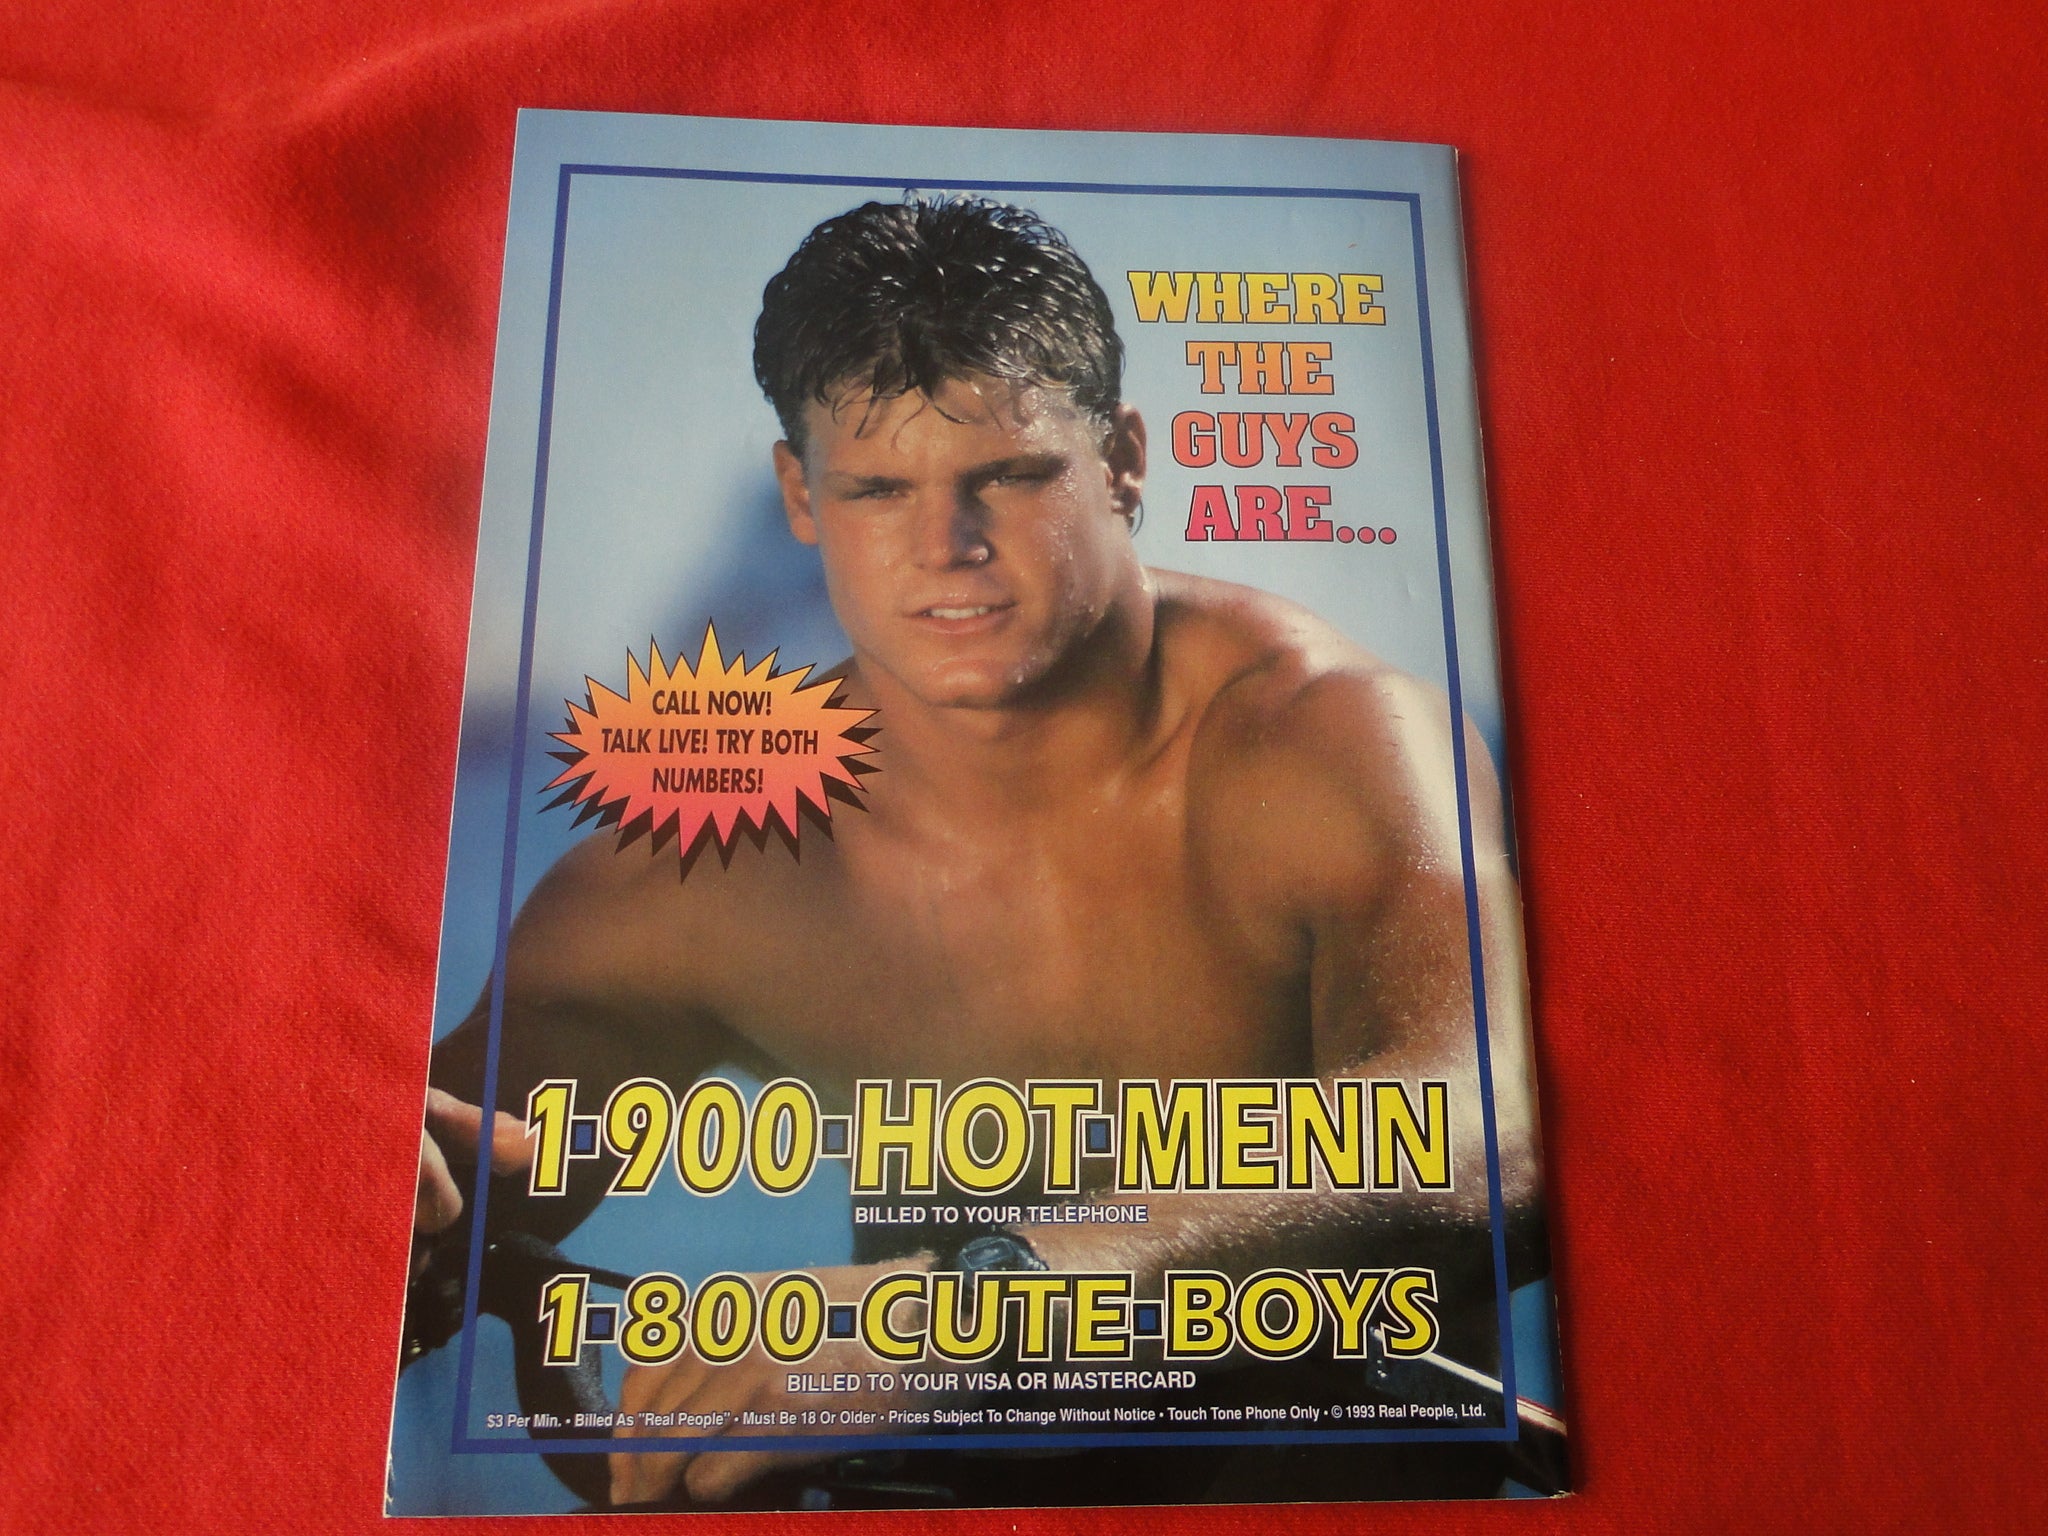 WHERE
THE
GUYS
ARE...
CALL NOW!
TALK LIVE! TRY BOTH
NUMBERS!
1-900-HOT-MENN
BILLED TO YOUR TELEPHONE
1-800-CUTE-BOYS
BILLED TO YOUR VISA OR MASTERCARD
$3 Per Min. • Billed As "Real People" • Must Be 18 Or Older • Prices Subject To Change Without Notice • Touch Tone Phone Only • © 1993 Real People, Ltd.